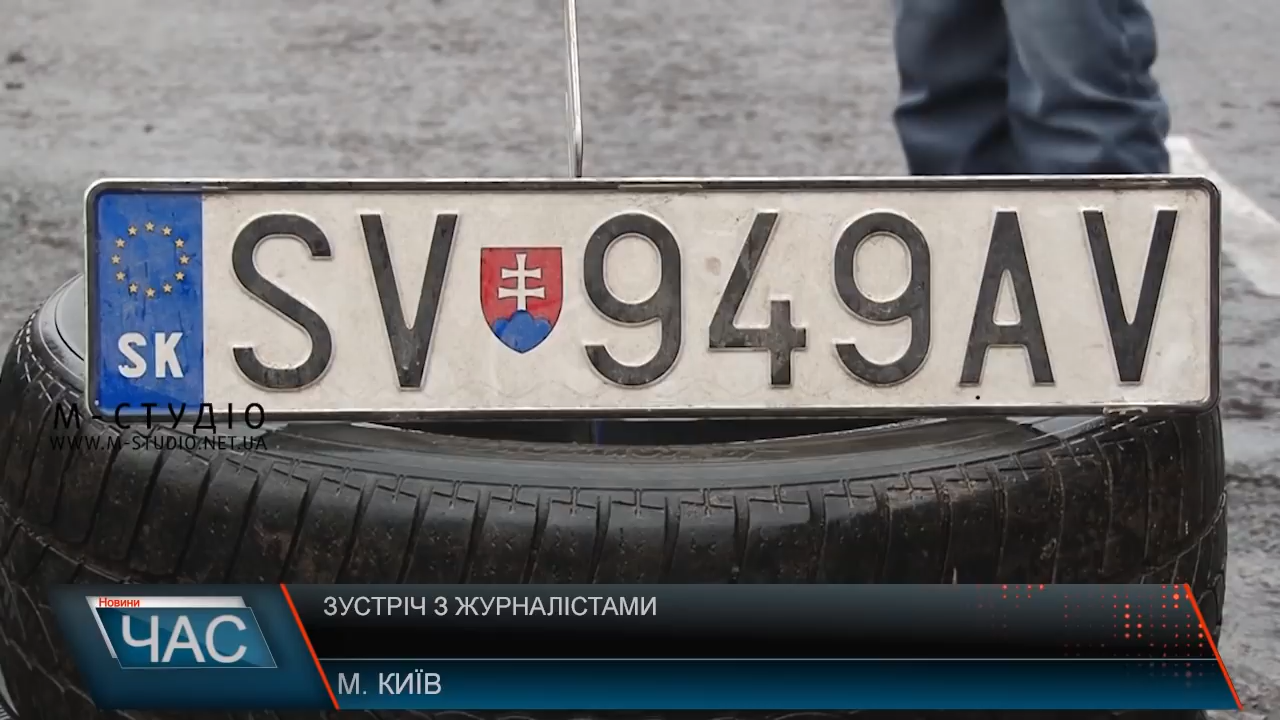 SV 949AV
SK
М-СТУДІО
WWW.M-STUDIO.NET.UA
Новини
ЧАС
ЗУСТРІЧ З ЖУРНАЛІСТАМИ
М. КИЇВ